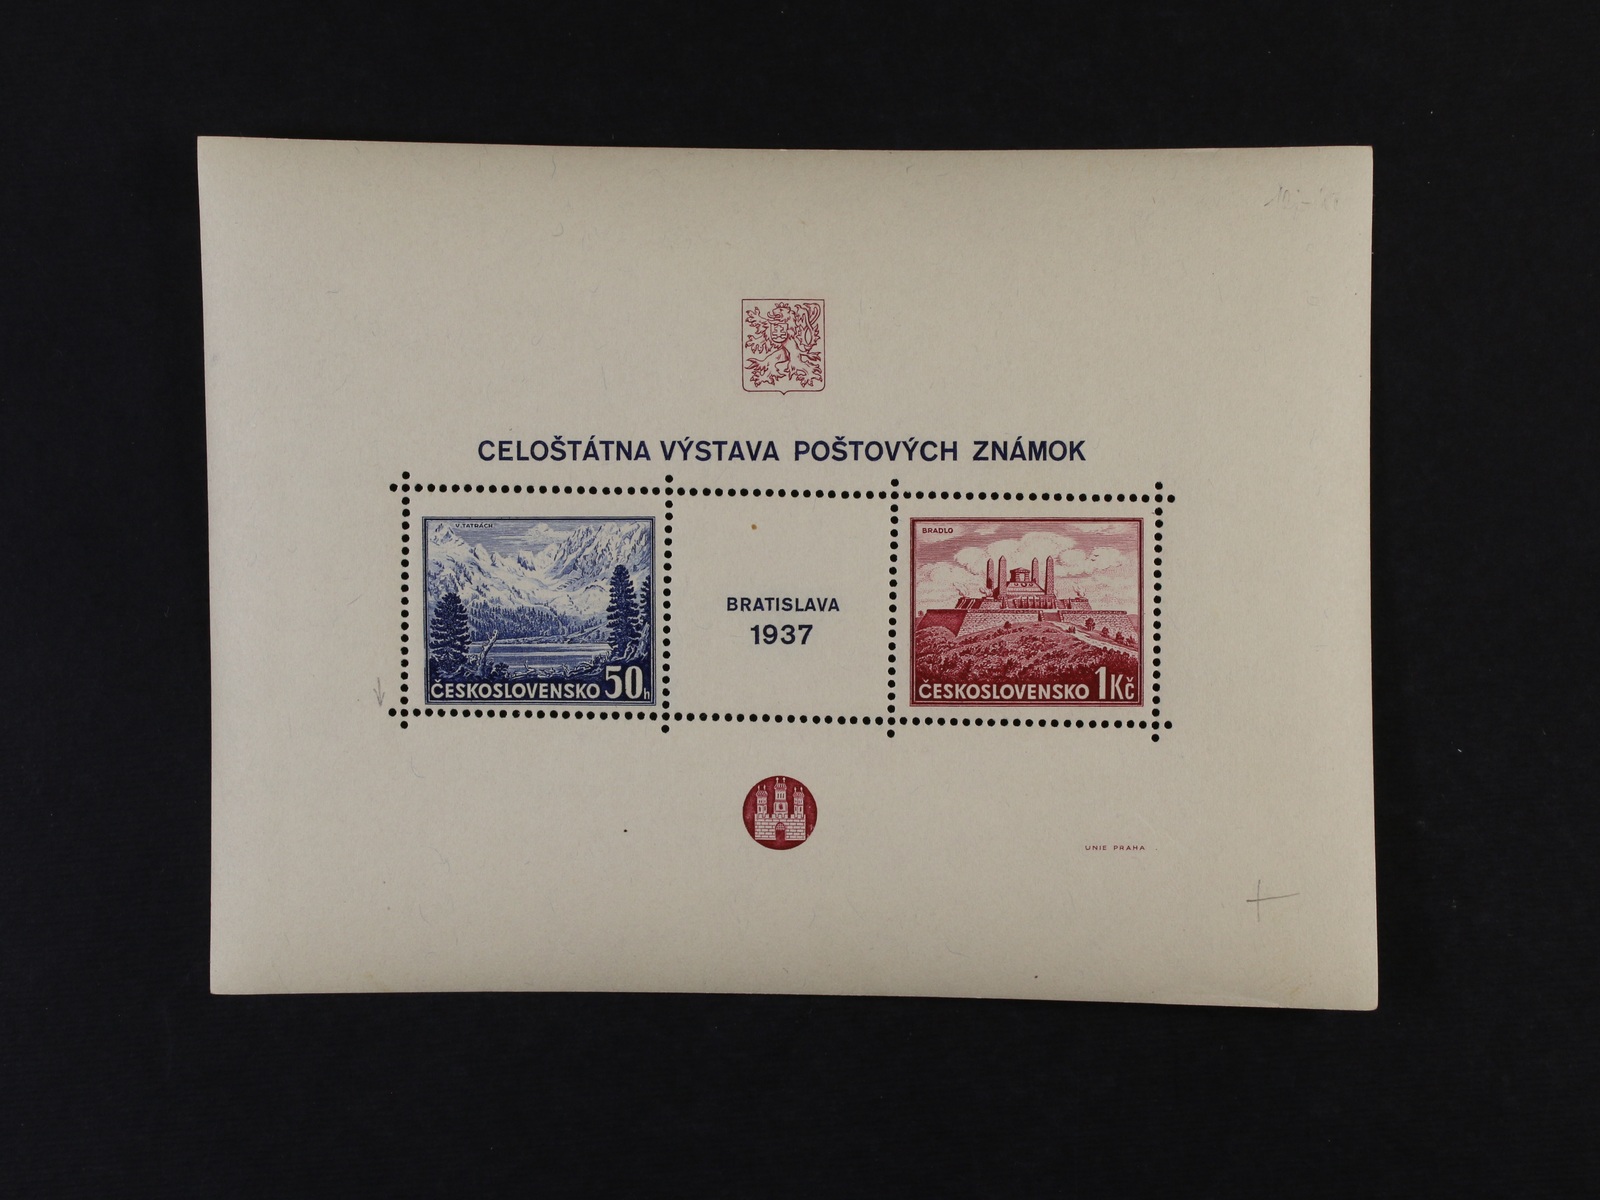 CELOŠTÁTNA VÝSTAVA POŠTOVÝCH ZNÁMOK
V TATRÁCH
ČESKOSLOVENSKO 50h
BRATISLAVA
1937
BRADLO
ČESKOSLOVENSKO 1Kč
UNIE PRAHA